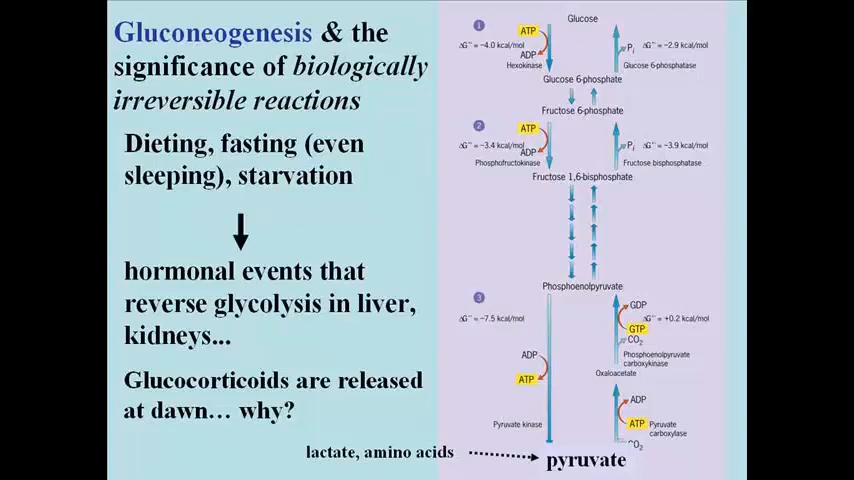 Gluconeogenesis & the
significance of biologically
irreversible reactions
Dieting, fasting (even
sleeping), starvation
hormonal events that
reverse glycolysis in liver,
kidneys...
Glucocorticoids are released
at dawn… why?
lactate, amino acids
pyruvate
1
Glucose
ATP
ΔG°' = -4.0 kcal/mol
ADP
Hexokinase
Pi
ΔG°' = -2.9 kcal/mol
Glucose 6-phosphatase
Glucose 6-phosphate
Fructose 6-phosphate
2
ATP
ΔG°' = -3.4 kcal/mol
ADP
Phosphofructokinase
Pi
ΔG°' = -3.9 kcal/mol
Fructose bisphosphatase
Fructose 1,6-bisphosphate
Phosphoenolpyruvate
3
ΔG°' = -7.5 kcal/mol
GDP
ΔG°' = +0.2 kcal/mol
GTP
CO2
Phosphoenolpyruvate
carboxykinase
Oxaloacetate
ADP
ATP
Pyruvate kinase
ADP
ATP
Pyruvate
carboxylase
CO2